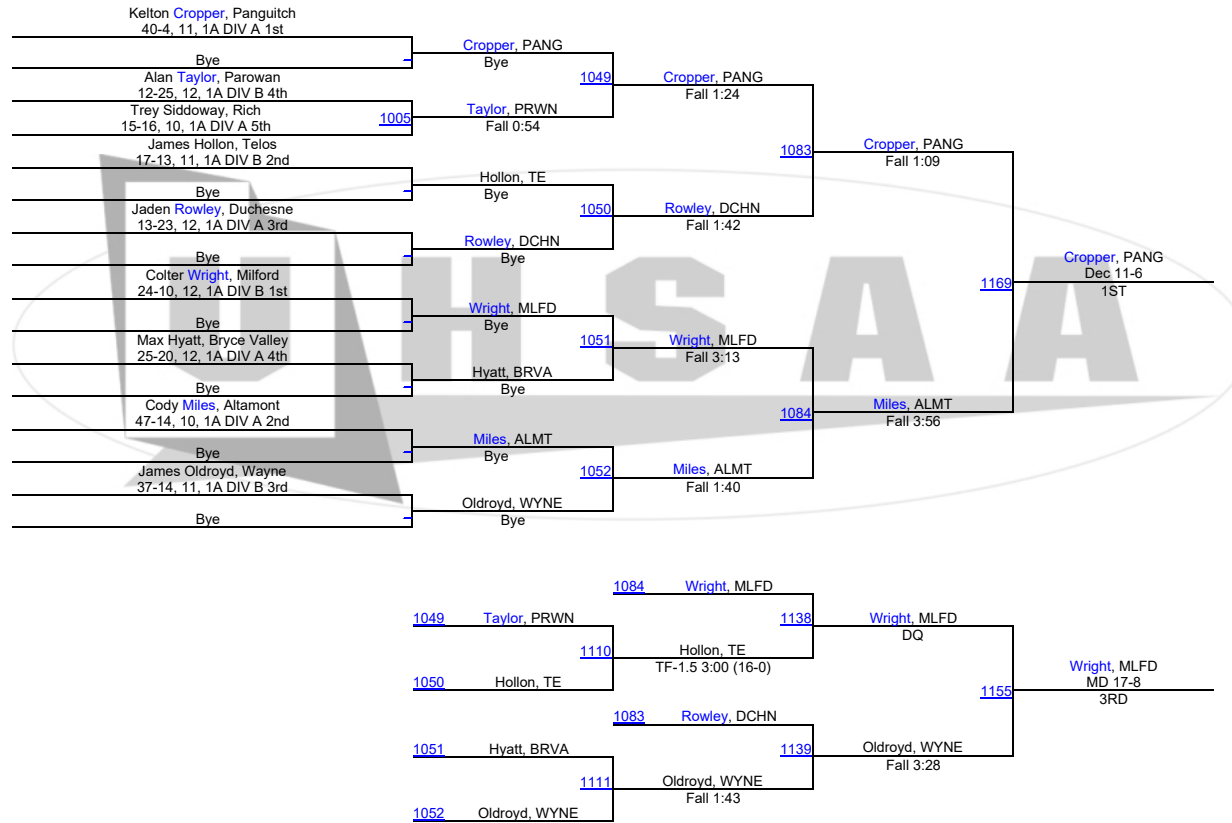 Kelton Cropper, Panguitch
40-4, 11, 1A DIV A 1st
Bye
Alan Taylor, Parowan
12-25, 12, 1A DIV B 4th
Trey Siddoway, Rich
15-16, 10, 1A DIV A 5th
James Hollon, Telos
17-13, 11, 1A DIV B 2nd
Bye
Jaden Rowley, Duchesne
13-23, 12, 1A DIV A 3rd
Bye
Colter Wright, Milford
24-10, 12, 1A DIV B 1st
Bye
Max Hyatt, Bryce Valley
25-20, 12, 1A DIV A 4th
Bye
Cody Miles, Altamont
47-14, 10, 1A DIV A 2nd
Bye
James Oldroyd, Wayne
37-14, 11, 1A DIV B 3rd
Bye
1005
Cropper, PANG
Bye
Taylor, PRWN
Fall 0:54
Hollon, TE
Bye
Rowley, DCHN
Bye
Wright, MLFD
Bye
Hyatt, BRVA
Bye
Miles, ALMT
Bye
Oldroyd, WYNE
Bye
1049
1050
1051
1052
Cropper, PANG
Fall 1:24
Rowley, DCHN
Fall 1:42
Wright, MLFD
Fall 3:13
Miles, ALMT
Fall 1:40
1083
1084
Cropper, PANG
Fall 1:09
Miles, ALMT
Fall 3:56
1169
Cropper, PANG
Dec 11-6
1ST
UHSAA
1049 Taylor, PRWN
1050 Hollon, TE
1051 Hyatt, BRVA
1052 Oldroyd, WYNE
1110
1111
1084 Wright, MLFD
Hollon, TE
TF-1.5 3:00 (16-0)
1083 Rowley, DCHN
Oldroyd, WYNE
Fall 1:43
1138
1139
Wright, MLFD
DQ
Oldroyd, WYNE
Fall 3:28
1155
Wright, MLFD
MD 17-8
3RD